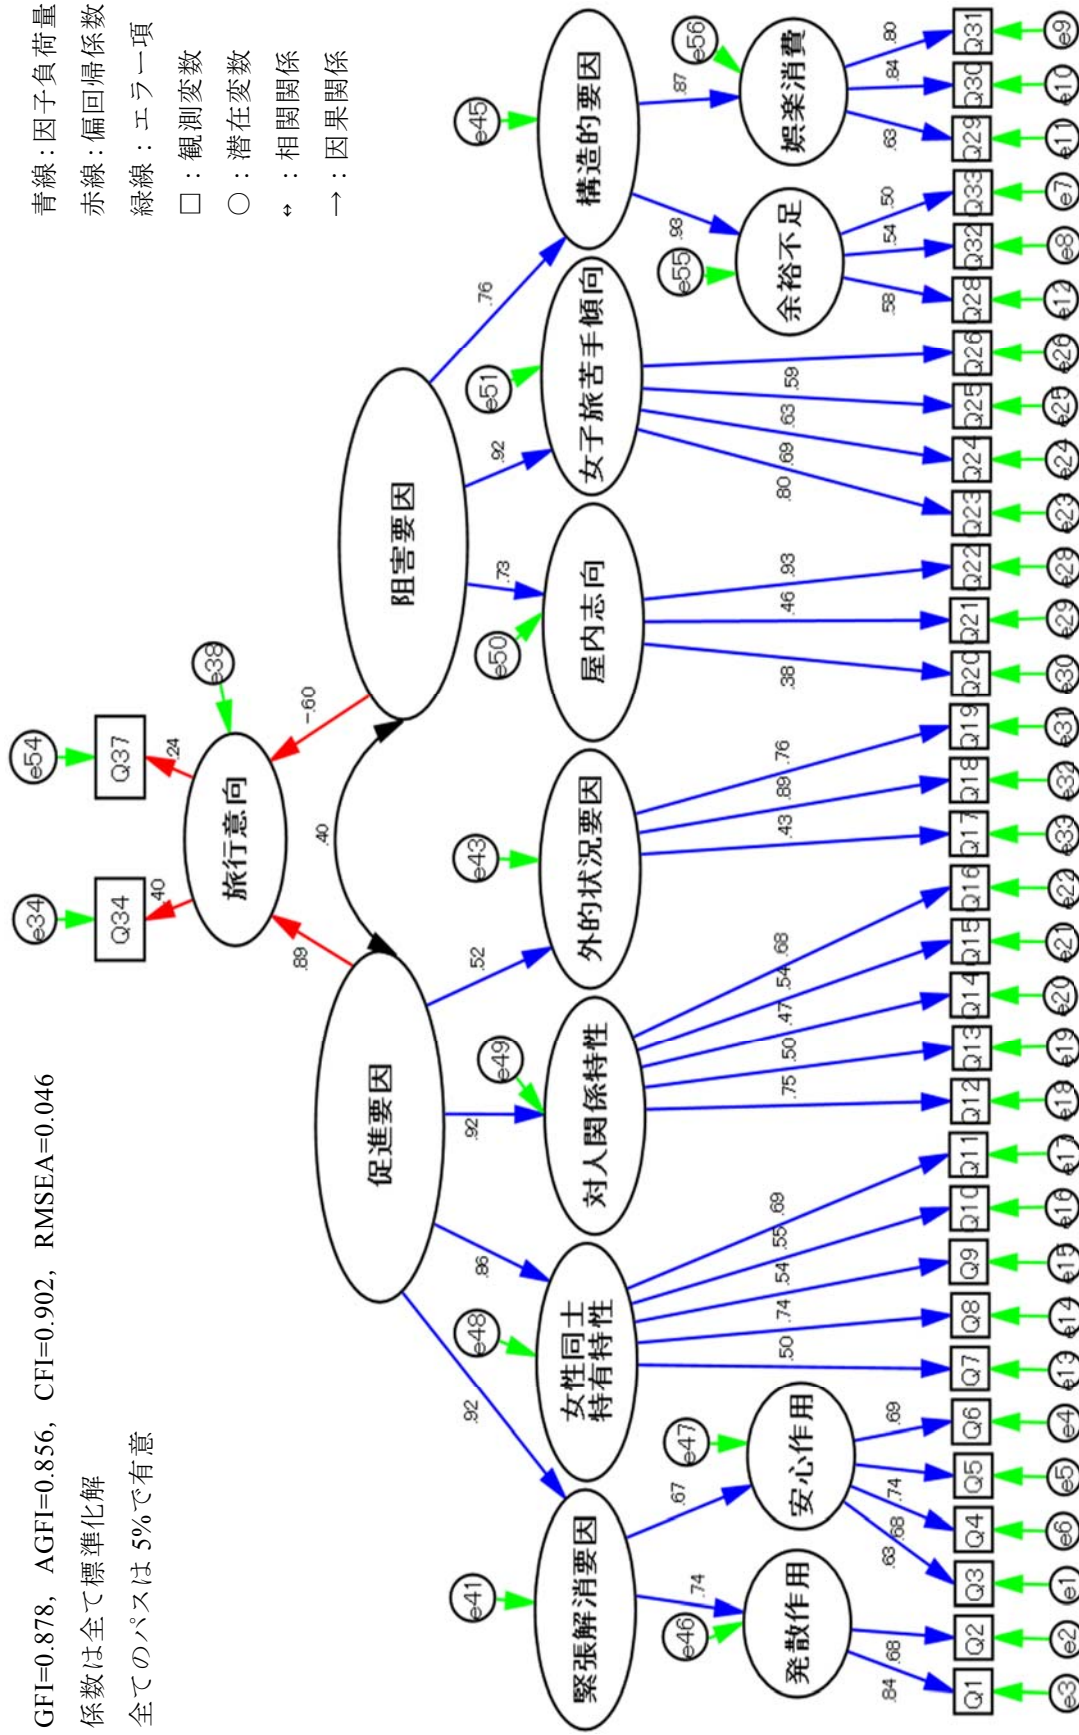 GFI=0.878, AGFI=0.856, CFI=0.902, RMSEA=0.046
係数は全て標準化解
全てのパスは 5%で有意
青線:因子負荷量
赤線:偏回帰係数
緑線:エラー項
□:観測変数
○:潜在変数
↔:相関関係
→:因果関係
e34
e54
Q34
Q37
.40
.24
e38
旅行意向
.89
-.60
.40
促進要因
阻害要因
.92
.86
.92
.52
.73
.92
.76
e41
e48
e49
e43
e50
e51
e45
緊張解消要因
女性同士
特有特性
対人関係特性
外的状況要因
屋内志向
女子旅苦手傾向
構造的要因
.74
.67
.93
.87
e46
e47
e55
e56
発散作用
安心作用
余裕不足
娯楽消費
.84
.68
.63
.68
.74
.69
.50
.74
.54
.55
.69
.75
.50
.47
.54
.68
.43
.89
.76
.38
.46
.93
.80
.69
.63
.59
.58
.54
.50
.63
.84
.80
Q1
Q2
Q3
Q4
Q5
Q6
Q7
Q8
Q9
Q10
Q11
Q12
Q13
Q14
Q15
Q16
Q17
Q18
Q19
Q20
Q21
Q22
Q23
Q24
Q25
Q26
Q28
Q32
Q33
Q29
Q30
Q31
e3
e2
e1
e6
e5
e4
e13
e14
e15
e16
e17
e18
e19
e20
e21
e22
e33
e32
e31
e30
e29
e28
e23
e24
e25
e26
e12
e8
e7
e11
e10
e9